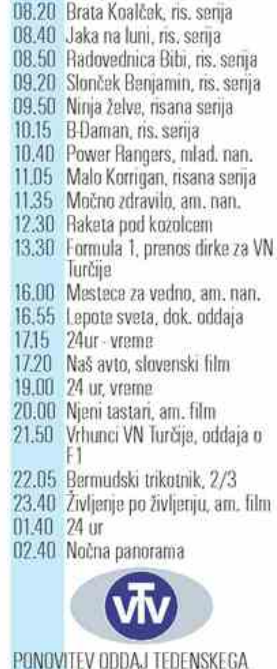 08.20 Brata Koalček, ris. serija
08.40 Jaka na luni, ris. serija
08.50 Radovednica Bibi, ris. serija
09.20 Slonček Benjamin, ris. serija
09.50 Ninja želve, risana serija
10.15 B-Daman, ris. serija
10.40 Power Rangers, mlad. nan.
11.05 Malo Korrigan, risana serija
11.35 Močno zdravilo, am. nan.
12.30 Raketa pod kozolcem
13.30 Formula 1, prenos dirke za VN
Turčije
16.00 Mestece za vedno, am. nan.
16.55 Lepote sveta, dok. oddaja
17.15 24ur - vreme
17.20 Naš avto, slovenski film
19.00 24 ur, vreme
20.00 Njeni tastari, am. film
21.50 Vrhunci VN Turčije, oddaja o
F1
22.05 Bermudski trikotnik, 2/3
23.40 Življenje po življenju, am. film
01.40 24 ur
02.40 Nočna panorama
VTV
PONOVITEV ODDAJ TEDENSKEGA